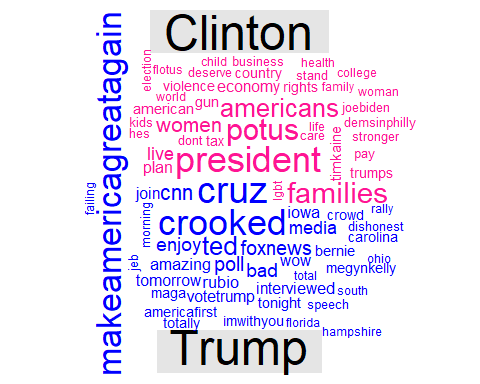 Clinton
child business health
election flotus deserve country stand college
violence economy rights family woman
world american gun americans joebiden
kids hes women potus life care demsinphilly
dont tax timkaine stronger
live president pay
plan trumps
lgbt families
makeamericagreatagain
failing join cnn cruz
morning crooked iowa crowd rally
media dishonest
enjoy ted foxnews bernie carolina
jeb amazing poll bad wow ohio
total megynkelly
tomorrow rubio interviewed south
maga votetrump tonight speech
americafirst
totally imwithyou florida
hampshire
Trump